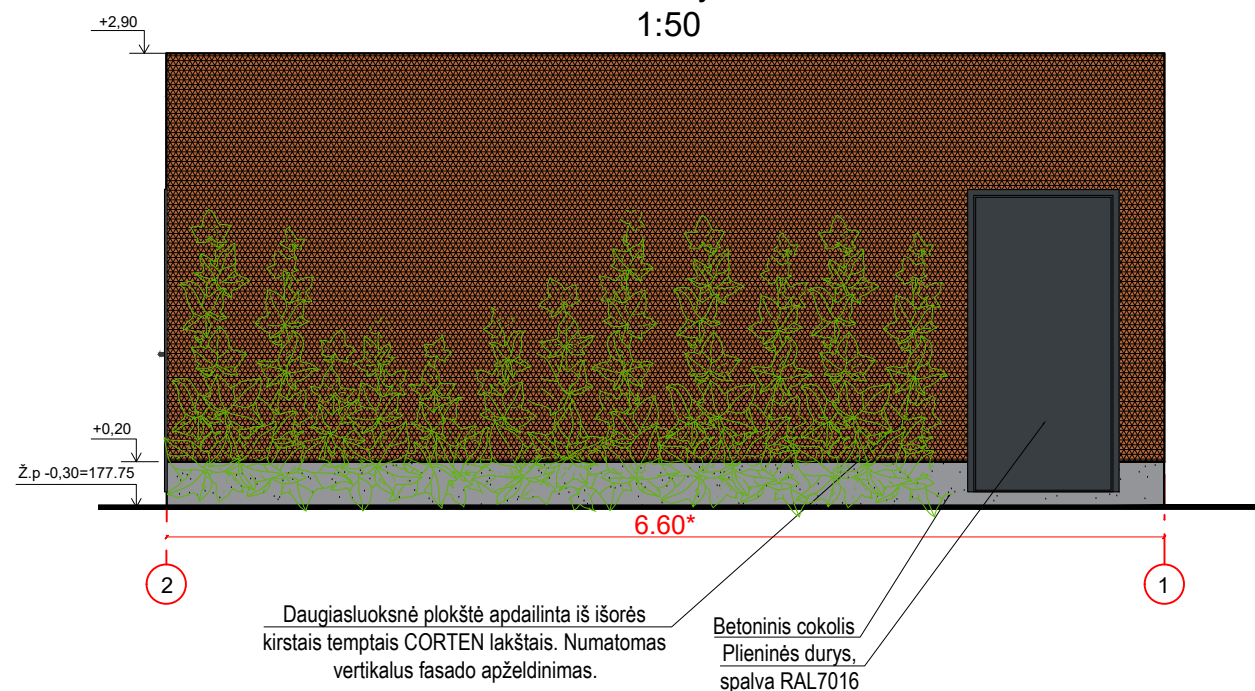 1:50
+2,90
+0,20
Ž.p -0,30=177.75
6.60*
2
1
Daugiasluoksnė plokštė apdailinta iš išorės
kirstais temptais CORTEN lakštais. Numatomas
vertikalus fasado apželdinimas.
Betoninis cokolis
Plieninės durys,
spalva RAL7016